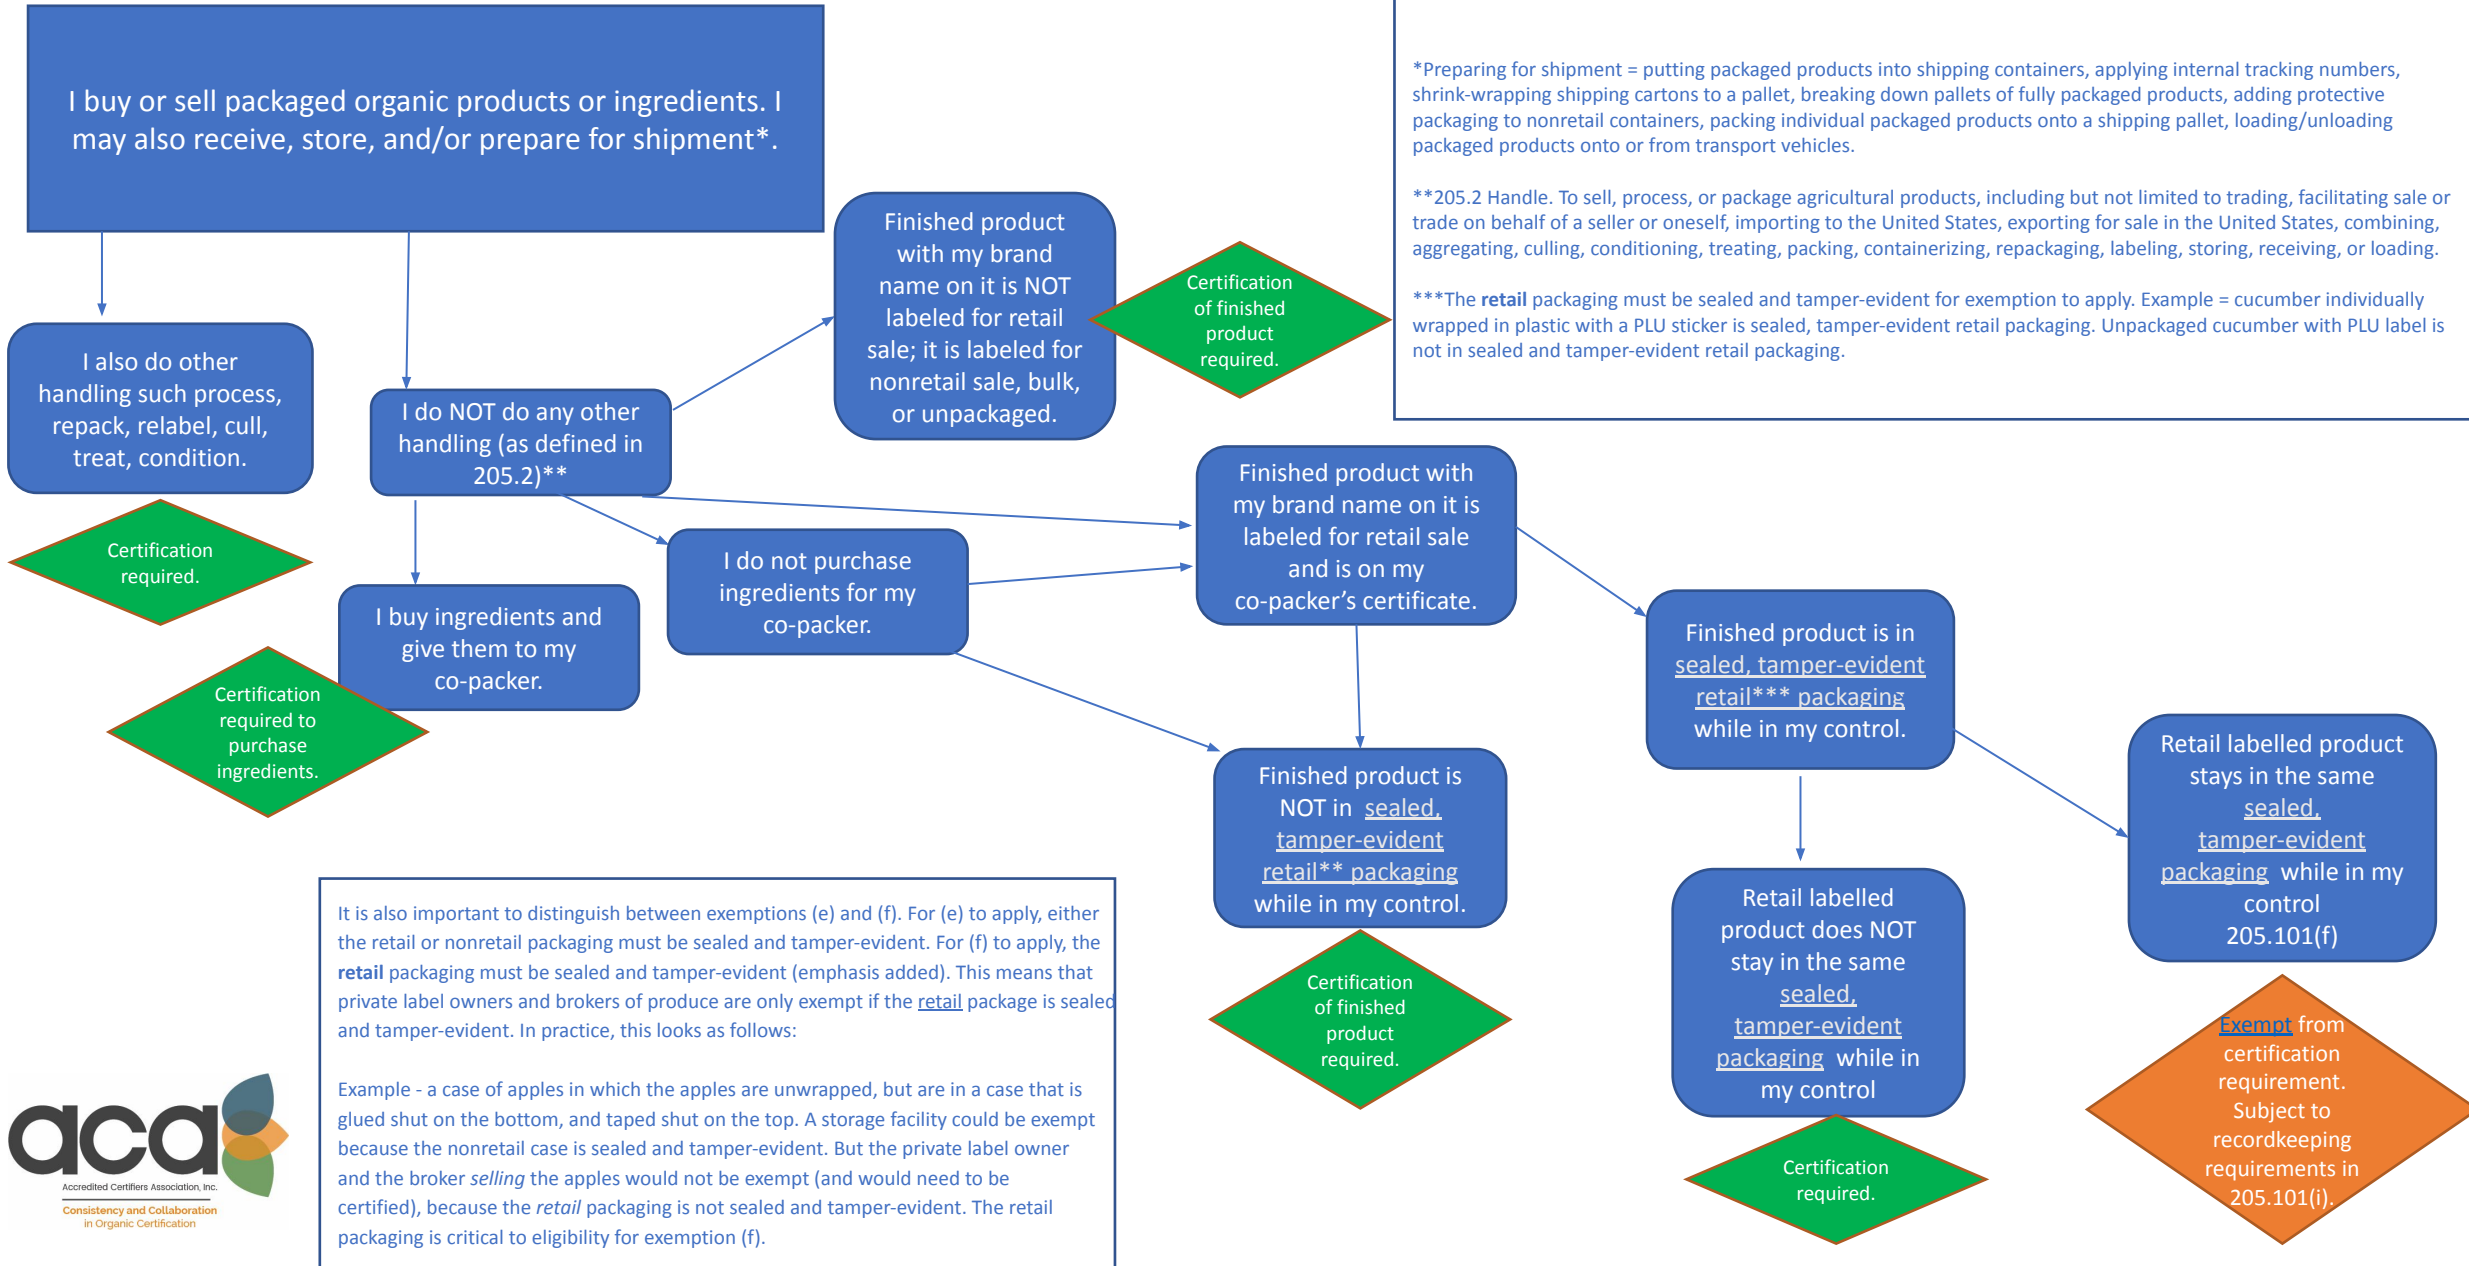 I buy or sell packaged organic products or ingredients. I
may also receive, store, and/or prepare for shipment*.
*Preparing for shipment = putting packaged products into shipping containers, applying internal tracking numbers,
shrink-wrapping shipping cartons to a pallet, breaking down pallets of fully packaged products, adding protective
packaging to nonretail containers, packing individual packaged products onto a shipping pallet, loading/unloading
packaged products onto or from transport vehicles.
**205.2 Handle. To sell, process, or package agricultural products, including but not limited to trading, facilitating sale or
trade on behalf of a seller or oneself, importing to the United States, exporting for sale in the United States, combining,
aggregating, culling, conditioning, treating, packing, containerizing, repackaging, labeling, storing, receiving, or loading.
***The retail packaging must be sealed and tamper-evident for exemption to apply. Example = cucumber individually
wrapped in plastic with a PLU sticker is sealed, tamper-evident retail packaging. Unpackaged cucumber with PLU label is
not in sealed and tamper-evident retail packaging.
Finished product
with my brand
name on it is NOT
labeled for retail
sale; it is labeled for
nonretail sale, bulk,
or unpackaged.
Certification
of finished
product
required.
I also do other
handling such process,
repack, relabel, cull,
treat, condition.
Certification
required.
I do NOT do any other
handling (as defined in
205.2)**
I buy ingredients and
give them to my
co-packer.
Certification
required to
purchase
ingredients.
I do not purchase
ingredients for my
co-packer.
Finished product with
my brand name on it is
labeled for retail sale
and is on my
co-packer’s certificate.
Finished product is
NOT in sealed,
tamper-evident
retail** packaging
while in my control.
Certification
of finished
product
required.
Finished product is in
sealed, tamper-evident
retail*** packaging
while in my control.
Retail labelled
product does NOT
stay in the same
sealed,
tamper-evident
packaging while in
my control
Certification
required.
Retail labelled product
stays in the same
sealed,
tamper-evident
packaging while in my
control
205.101(f)
Exempt from
certification
requirement.
Subject to
recordkeeping
requirements in
205.101(i).
It is also important to distinguish between exemptions (e) and (f). For (e) to apply, either
the retail or nonretail packaging must be sealed and tamper-evident. For (f) to apply, the
retail packaging must be sealed and tamper-evident (emphasis added). This means that
private label owners and brokers of produce are only exempt if the retail package is sealed
and tamper-evident. In practice, this looks as follows:
Example - a case of apples in which the apples are unwrapped, but are in a case that is
glued shut on the bottom, and taped shut on the top. A storage facility could be exempt
because the nonretail case is sealed and tamper-evident. But the private label owner
and the broker selling the apples would not be exempt (and would need to be
certified), because the retail packaging is not sealed and tamper-evident. The retail
packaging is critical to eligibility for exemption (f).
aca
Accredited Certifiers Association, Inc.
Consistency and Collaboration
in Organic Certification